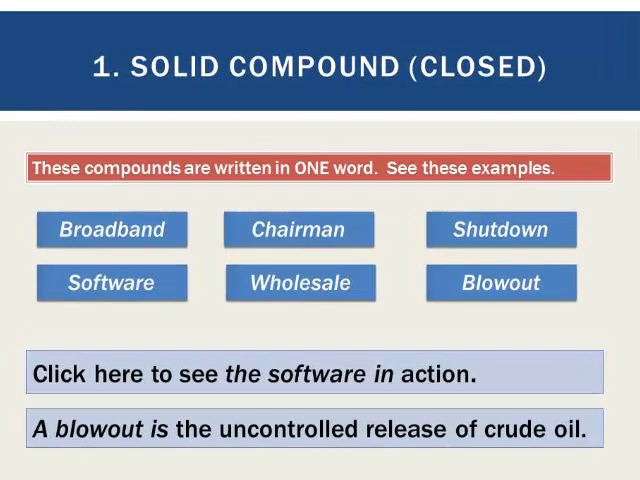 1. SOLID COMPOUND (CLOSED)
These compounds are written in ONE word. See these examples.
Broadband Chairman Shutdown
Software Wholesale Blowout
Click here to see the software in action.
A blowout is the uncontrolled release of crude oil.